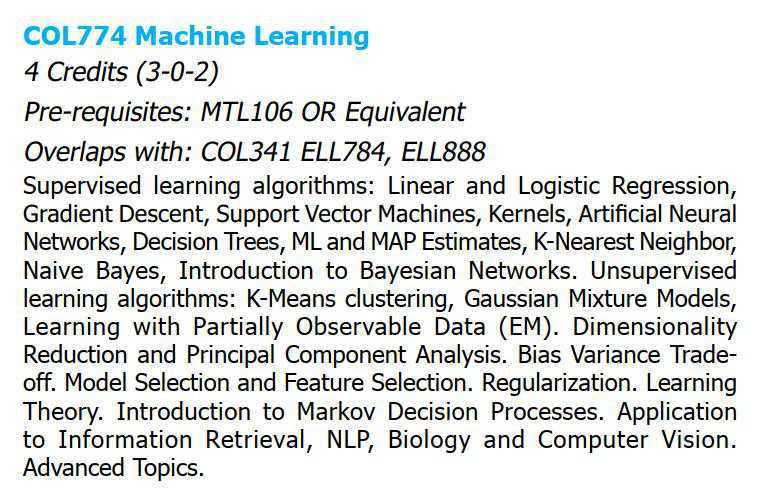 COL774 Machine Learning
4 Credits (3-0-2)
Pre-requisites: MTL106 OR Equivalent
Overlaps with: COL341 ELL784, ELL888
Supervised learning algorithms: Linear and Logistic Regression,
Gradient Descent, Support Vector Machines, Kernels, Artificial Neural
Networks, Decision Trees, ML and MAP Estimates, K-Nearest Neighbor,
Naive Bayes, Introduction to Bayesian Networks. Unsupervised
learning algorithms: K-Means clustering, Gaussian Mixture Models,
Learning with Partially Observable Data (EM). Dimensionality
Reduction and Principal Component Analysis. Bias Variance Trade-
off. Model Selection and Feature Selection. Regularization. Learning
Theory. Introduction to Markov Decision Processes. Application
to Information Retrieval, NLP, Biology and Computer Vision.
Advanced Topics.